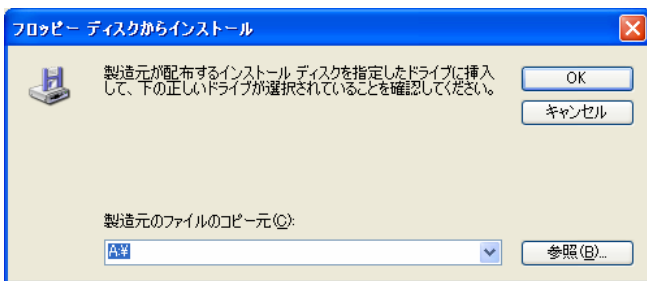 フロッピー ディスクからインストール
製造元が配布するインストール ディスクを指定したドライブに挿入
して、下の正しいドライブが選択されていることを確認してください。
OK
キャンセル
製造元のファイルのコピー元(C):
A:¥
参照(B)...